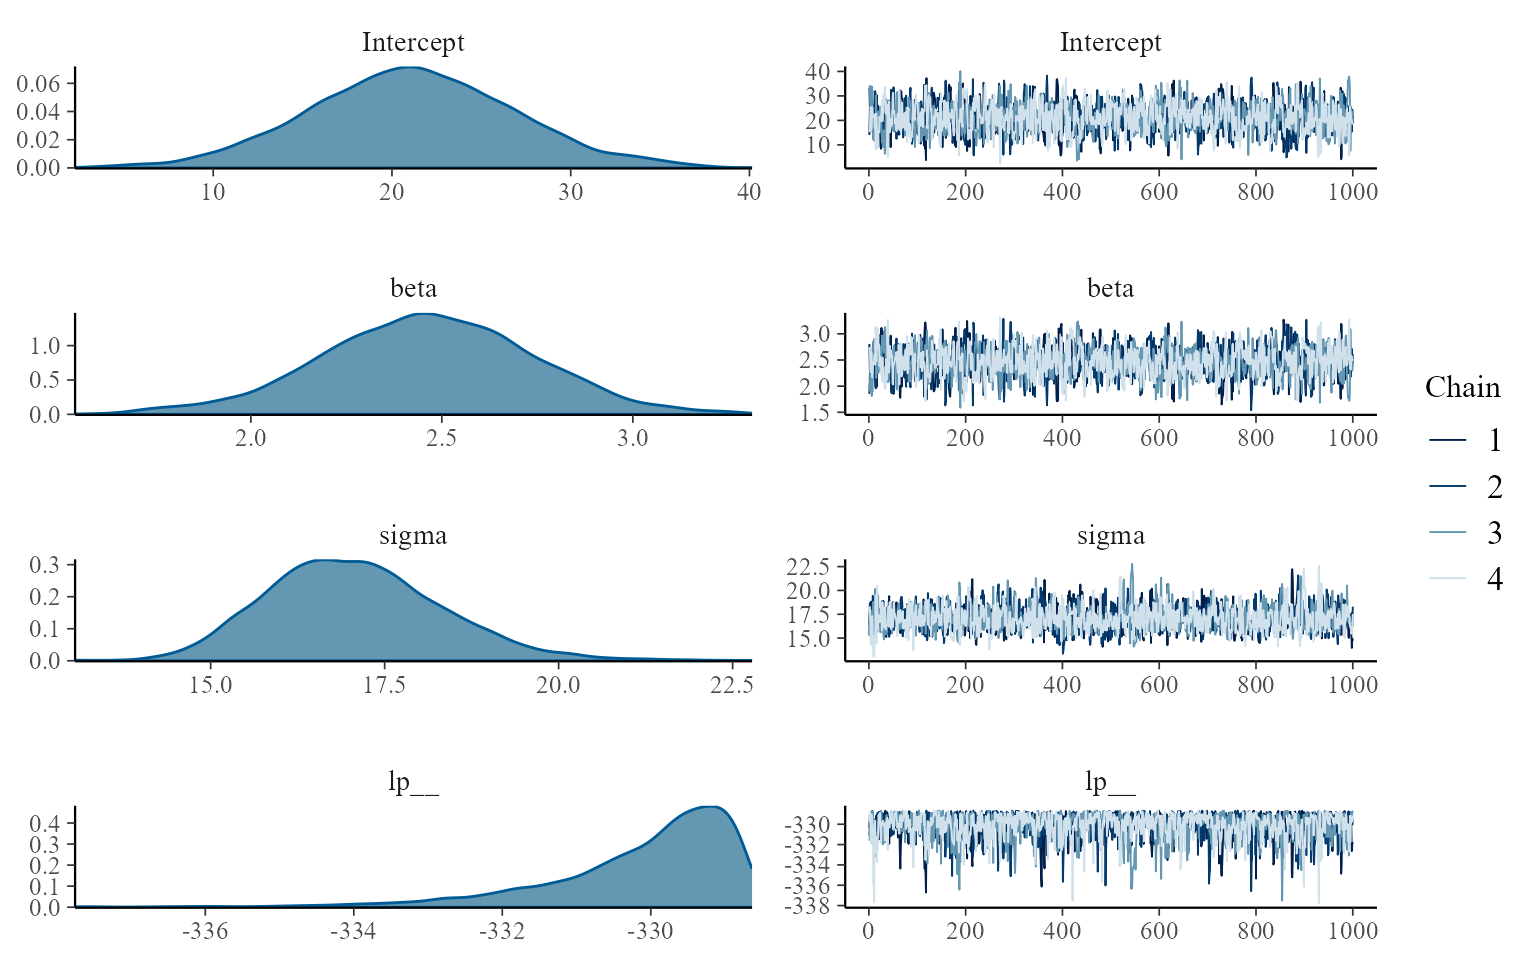 Intercept
0.06
0.04
0.02
0.00
10 20 30 40
Intercept
40
30
20
10
0 200 400 600 800 1000
beta
1.0
0.5
0.0
2.0 2.5 3.0
beta
3.0
2.5
2.0
1.5
0 200 400 600 800 1000
sigma
0.3
0.2
0.1
0.0
15.0 17.5 20.0 22.5
sigma
22.5
20.0
17.5
15.0
0 200 400 600 800 1000
lp__
0.4
0.3
0.2
0.1
0.0
-336 -334 -332 -330
lp__
-330
-332
-334
-336
-338
0 200 400 600 800 1000
Chain
1
2
3
4